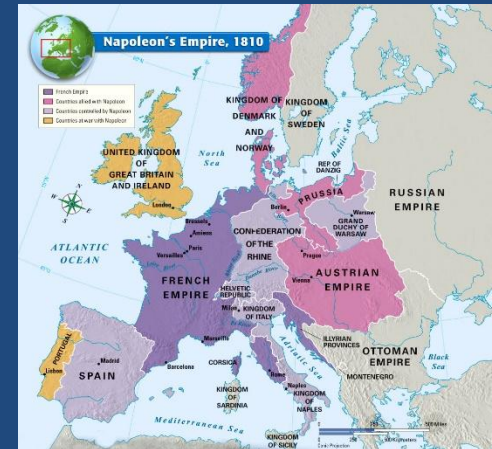 Napoleon's Empire, 1810
French Empire
Countries allied with Napoleon
Countries controlled by Napoleon
Countries at war with Napoleon
KINGDOM OF
DENMARK
AND
NORWAY
KINGDOM
OF
SWEDEN
Baltic Sea
North
Sea
UNITED KINGDOM
OF
GREAT BRITAIN
AND IRELAND
London
REP OF
DANZIG
PRUSSIA
Berlin
RUSSIAN
EMPIRE
Warsaw
GRAND
DUCHY OF
WARSAW
Brussels
Amiens
Paris
Versailles
CONFEDERATION
OF THE
RHINE
Prague
ATLANTIC
OCEAN
FRENCH
EMPIRE
Vienna
AUSTRIAN
EMPIRE
HELVETIC
REPUBLIC
Milan
KINGDOM
OF ITALY
Marseille
ILLYRIAN
PROVINCES
OTTOMAN
EMPIRE
Black
Sea
MONTENEGRO
Adriatic Sea
PORTUGAL
Lisbon
Madrid
SPAIN
Barcelona
CORSICA
Rome
Naples
KINGDOM
OF
NAPLES
KINGDOM
OF
SARDINIA
Mediterranean Sea
KINGDOM
OF SICILY